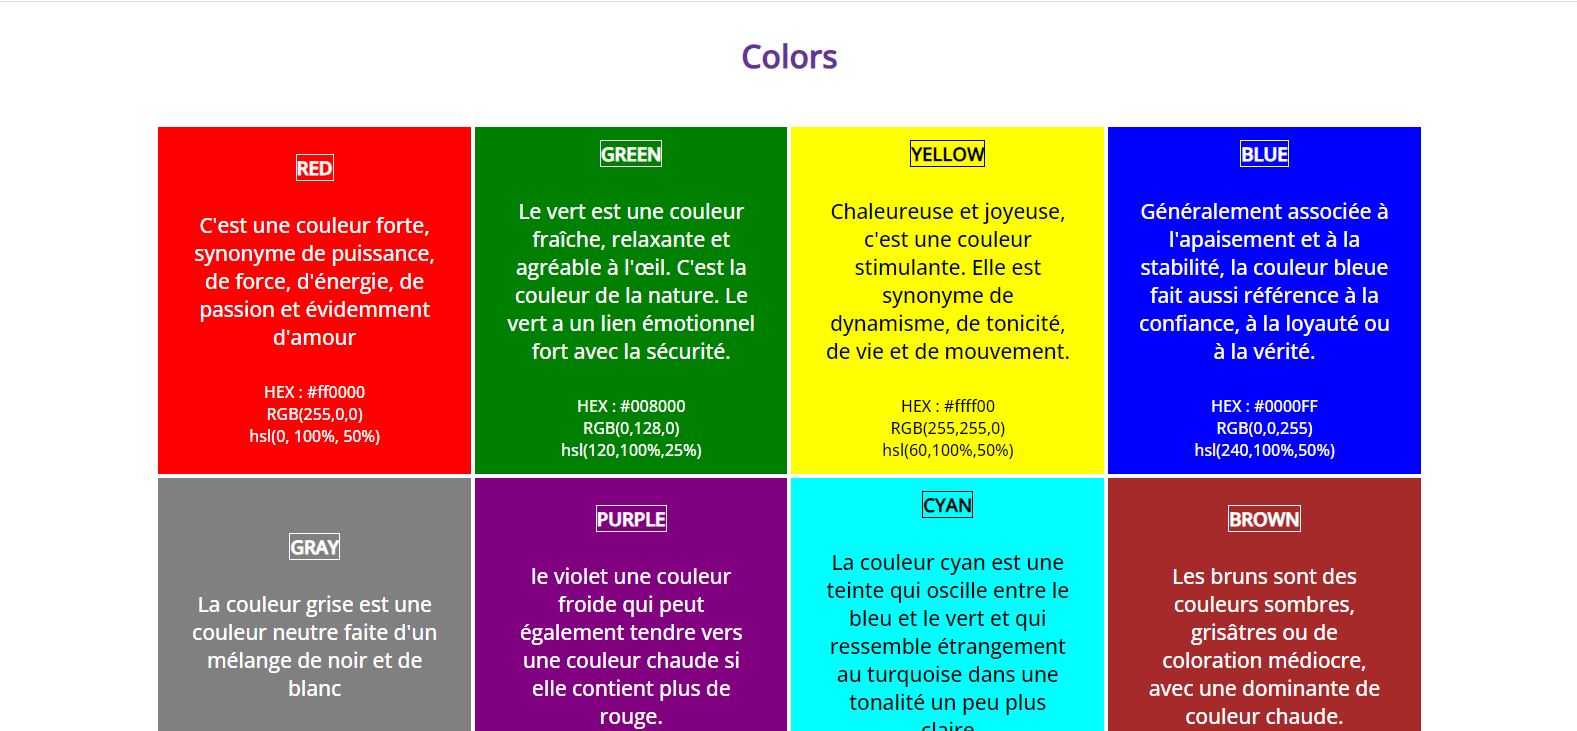 Colors
RED
C'est une couleur forte,
synonyme de puissance,
de force, d'énergie, de
passion et évidemment
d'amour
HEX : #ff0000
RGB(255,0,0)
hsl(0, 100%, 50%)
GREEN
Le vert est une couleur
fraîche, relaxante et
agréable à l'œil. C'est la
couleur de la nature. Le
vert a un lien émotionnel
fort avec la sécurité.
HEX : #008000
RGB(0,128,0)
hsl(120,100%,25%)
YELLOW
Chaleureuse et joyeuse,
c'est une couleur
stimulante. Elle est
synonyme de
dynamisme, de tonicité,
de vie et de mouvement.
HEX : #ffff00
RGB(255,255,0)
hsl(60,100%,50%)
BLUE
Généralement associée à
l'apaisement et à la
stabilité, la couleur bleue
fait aussi référence à la
confiance, à la loyauté ou
à la vérité.
HEX : #0000FF
RGB(0,0,255)
hsl(240,100%,50%)
GRAY
La couleur grise est une
couleur neutre faite d'un
mélange de noir et de
blanc
PURPLE
le violet une couleur
froide qui peut
également tendre vers
une couleur chaude si
elle contient plus de
rouge.
CYAN
La couleur cyan est une
teinte qui oscille entre le
bleu et le vert et qui
ressemble étrangement
au turquoise dans une
tonalité un peu plus
claire
BROWN
Les bruns sont des
couleurs sombres,
grisâtres ou de
coloration médiocre,
avec une dominante de
couleur chaude.